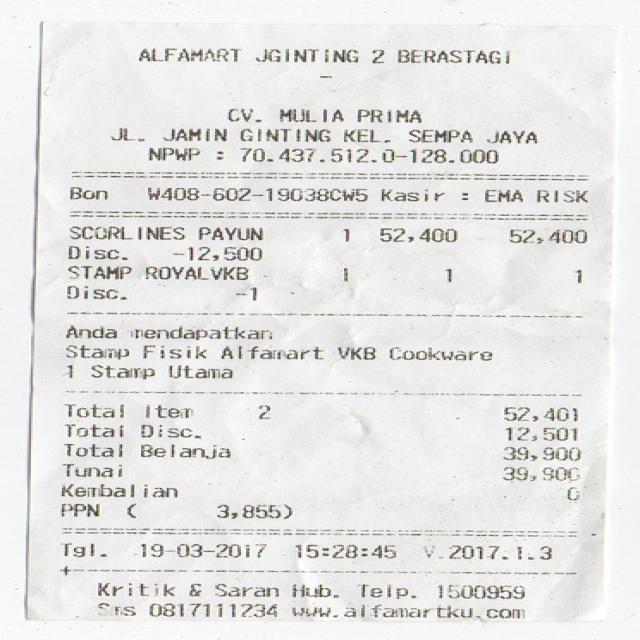 ALFAMART JGINTING 2 BERASTAGI
-
CV. MULIA PRIMA
JL. JAMIN GINTING KEL. SEMPA JAYA
NPWP : 70.437.512.0-128.000
Bon W408-602-19038CW5 Kasir : EMA RISK
SCORLINES PAYUN 1 52,400 52,400
Disc. -12,500
STAMP ROYALVKB 1 1 1
Disc. -1
Anda mendapatkan
Stamp Fisik Alfamart VKB Cookware
1 Stamp Utama
Total Item 2 52,401
Total Disc. 12,501
Total Belanja 39,900
Tunai 39,900
Kembalian 0
PPN ( 3,855)
Tgl. 19-03-2017 15:28:45 V.2017.1.3
Kritik & Saran Hub. Telp. 1500959
Sms 0817111234 www.alfamartku.com